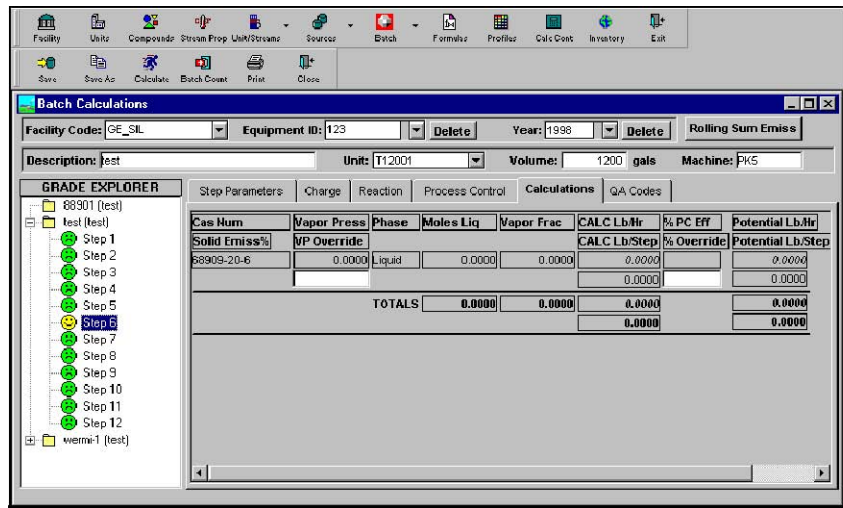 Facility Units Compounds Stream Prop Unit/Streams Sources Batch Formulas Profiles Calc Cont Inventory Exit
Save Save As Calculate Batch Count Print Close
Batch Calculations
Facility Code: GE_SIL Equipment ID: 123 Delete Year: 1998 Delete Rolling Sum Emiss
Description: test Unit: T12001 Volume: 1200 gals Machine: PK5
GRADE EXPLORER Step Parameters Charge Reaction Process Control Calculations QA Codes
88901 (test)
test (test)
Step 1
Step 2
Step 3
Step 4
Step 5
Step 6
Step 7
Step 8
Step 9
Step 10
Step 11
Step 12
wermi-1 (test)
Cas Num Vapor Press Phase Moles Liq Vapor Frac CALC Lb/Hr % PC Eff Potential Lb/Hr
Solid Emiss% VP Override CALC Lb/Step % Override Potential Lb/Step
68909-20-6 0.0000 Liquid 0.0000 0.0000 0.0000 0.0000
0.0000 0.0000
TOTALS 0.0000 0.0000 0.0000 0.0000
0.0000 0.0000